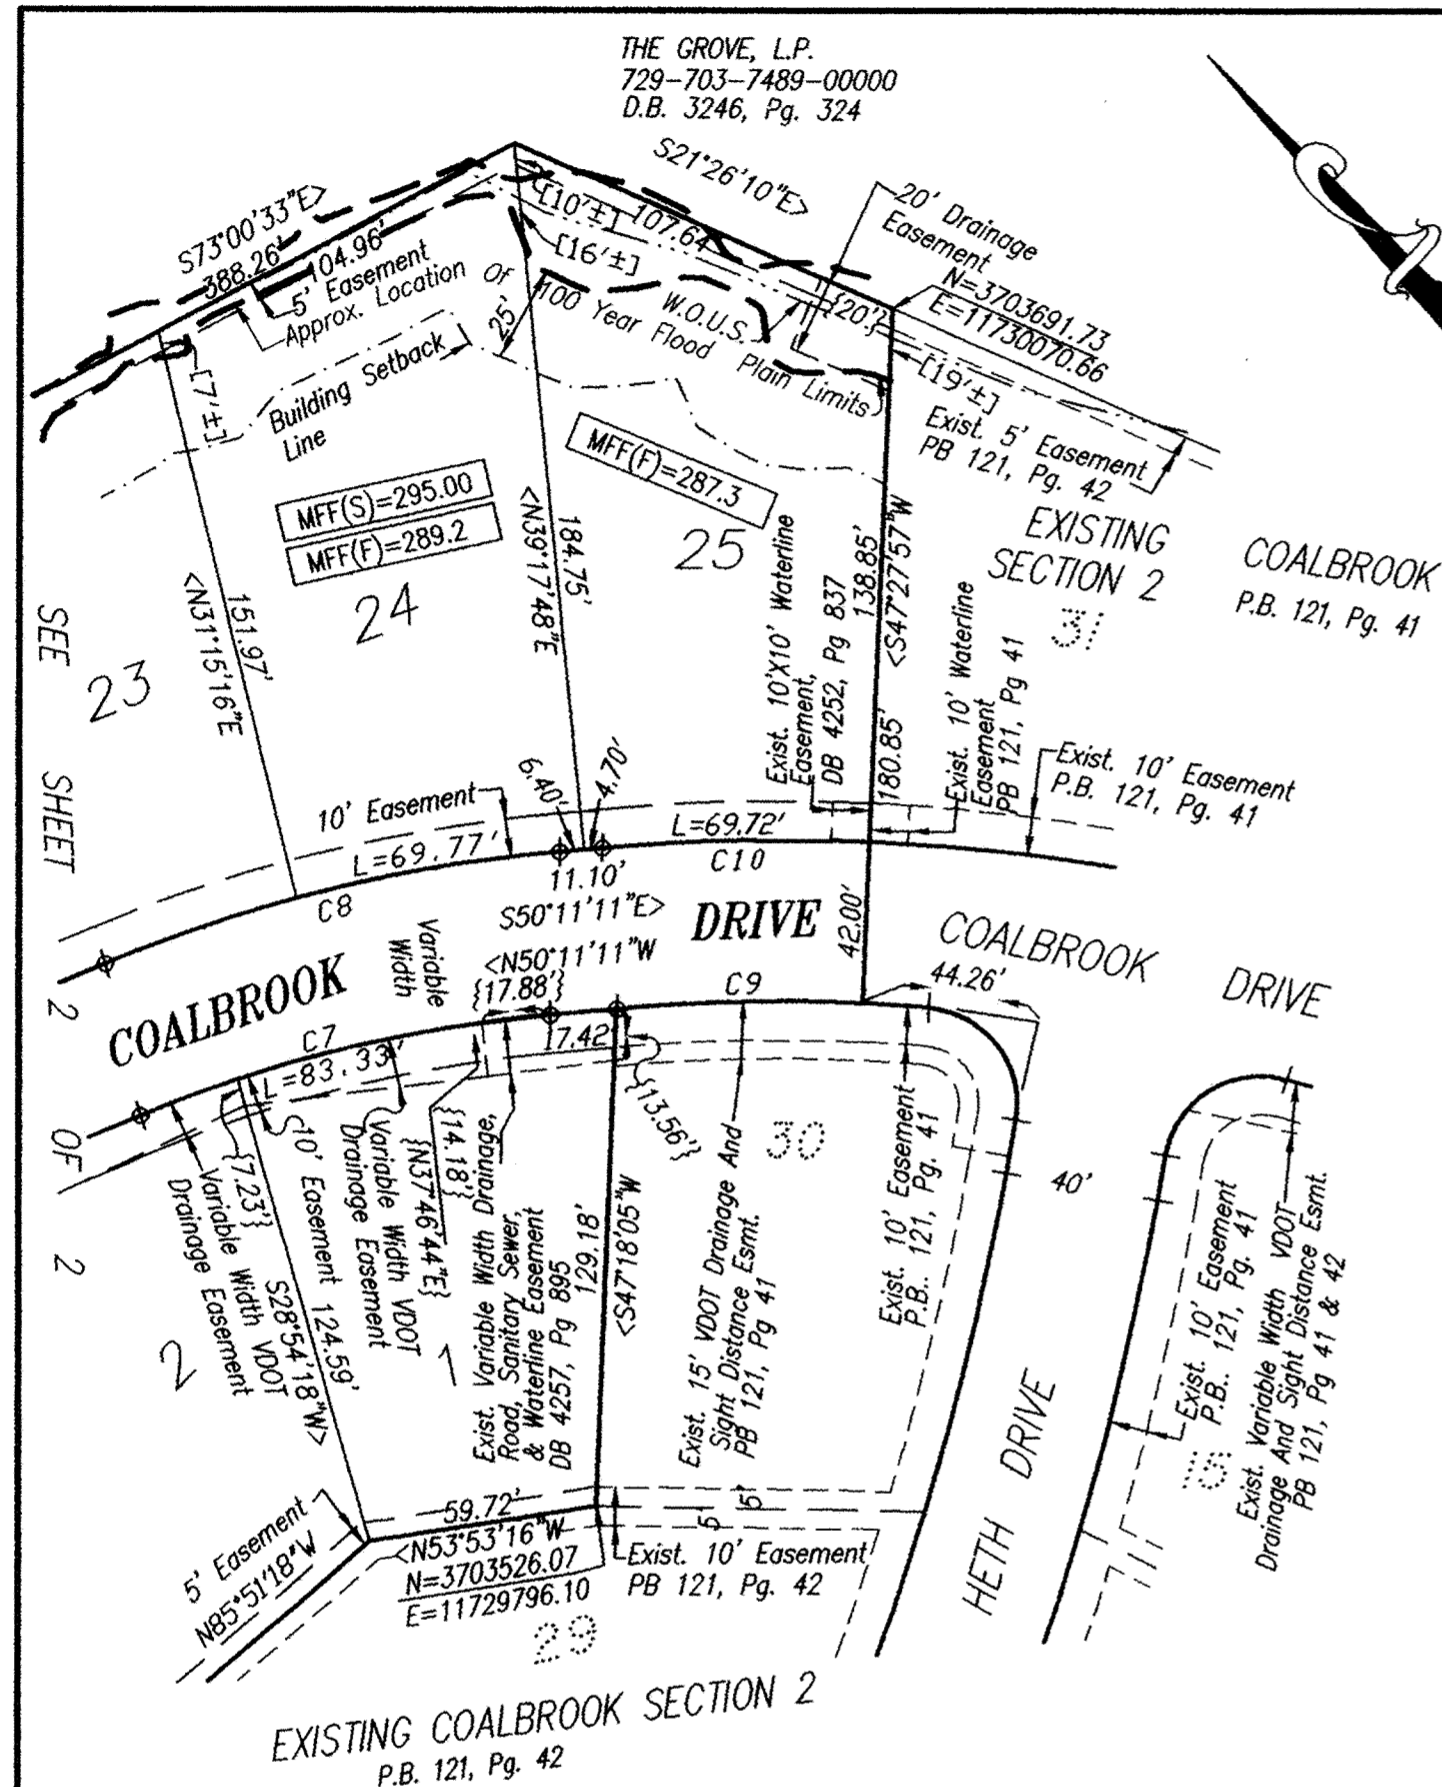 THE GROVE, L.P.
729-703-7489-00000
D.B. 3246, Pg. 324
S73°00'33"E>
388.26'
104.96'
5' Easement
Approx. Location Of
100 Year Flood Plain Limits
S21°26'10"E>
[10'±]
107.64'
[16'±]
25'
W.O.U.S.
{20'}
20' Drainage
Easement
N=3703691.73
E=11730070.66
[19'±]
Exist. 5' Easement
PB 121, Pg. 42
[7'±]
Building Setback
Line
MFF(S)=295.00
MFF(F)=289.2
24
MFF(F)=287.3
25
EXISTING
SECTION 2
31
COALBROOK
P.B. 121, Pg. 41
SEE SHEET 2 OF 2
23
151.97'
<N31°15'16"E
184.75'
<N39°17'48"E
Exist. 10'X10' Waterline
Easement,
DB 4252, Pg 837
138.85'
<S47°27'57"W
180.85'
Exist. 10' Waterline
Easement
PB 121, Pg 41
Exist. 10' Easement
P.B. 121, Pg. 41
10' Easement
6.40'
4.70'
L=69.77'
L=69.72'
C8
11.10'
C10
S50°11'11"E>
<N50°11'11"W
COALBROOK DRIVE
Variable
Width
42.00'
COALBROOK DRIVE
44.26'
{17.88'}
C9
C7
L=83.33'
17.42'
{13.56'}
{7.23'}
Variable Width VDOT
Drainage Easement
10' Easement
S28°54'18"W>
124.59'
2
Variable Width VDOT
Drainage Easement
{N37°46'44"E}
{14.18'}
Exist. Variable Width Drainage,
Road, Sanitary Sewer,
& Waterline Easement
DB 4257, Pg 895
129.18'
<S47°18'05"W
Exist. 15' VDOT Drainage And
Sight Distance Esmt.
PB 121, Pg 41
30
Exist. 10' Easement
P.B.. 121, Pg. 41
40'
HETH DRIVE
Exist. 10' Easement
P.B.. 121, Pg. 41
15
Exist. Variable Width VDOT
Drainage And Sight Distance Esmt.
PB 121, Pg 41 & 42
5' Easement
N85°51'18"W
59.72'
<N53°53'16"W
N=3703526.07
E=11729796.10
5'
5'
Exist. 10' Easement
PB 121, Pg. 42
29
EXISTING COALBROOK SECTION 2
P.B. 121, Pg. 42